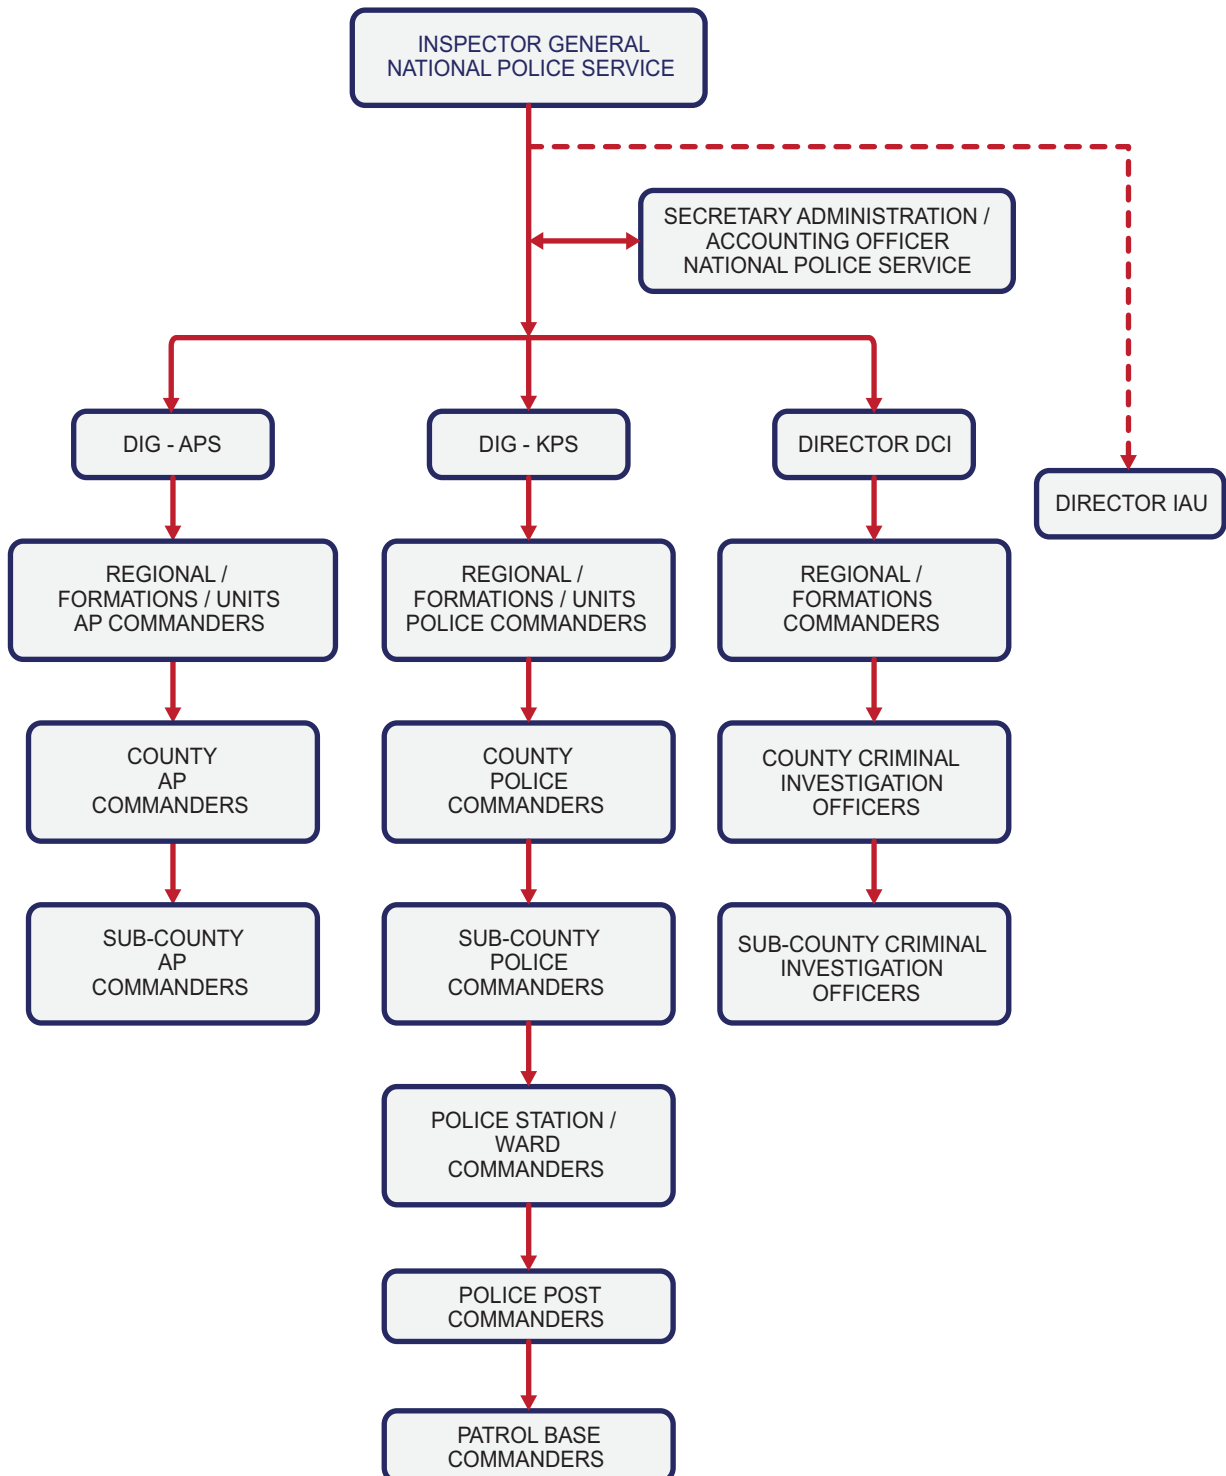 INSPECTOR GENERAL
NATIONAL POLICE SERVICE
SECRETARY ADMINISTRATION /
ACCOUNTING OFFICER
NATIONAL POLICE SERVICE
DIG - APS
DIG - KPS
DIRECTOR DCI
DIRECTOR IAU
REGIONAL /
FORMATIONS / UNITS
AP COMMANDERS
REGIONAL /
FORMATIONS / UNITS
POLICE COMMANDERS
REGIONAL /
FORMATIONS
COMMANDERS
COUNTY
AP
COMMANDERS
COUNTY
POLICE
COMMANDERS
COUNTY CRIMINAL
INVESTIGATION
OFFICERS
SUB-COUNTY
AP
COMMANDERS
SUB-COUNTY
POLICE
COMMANDERS
SUB-COUNTY CRIMINAL
INVESTIGATION
OFFICERS
POLICE STATION /
WARD
COMMANDERS
POLICE POST
COMMANDERS
PATROL BASE
COMMANDERS